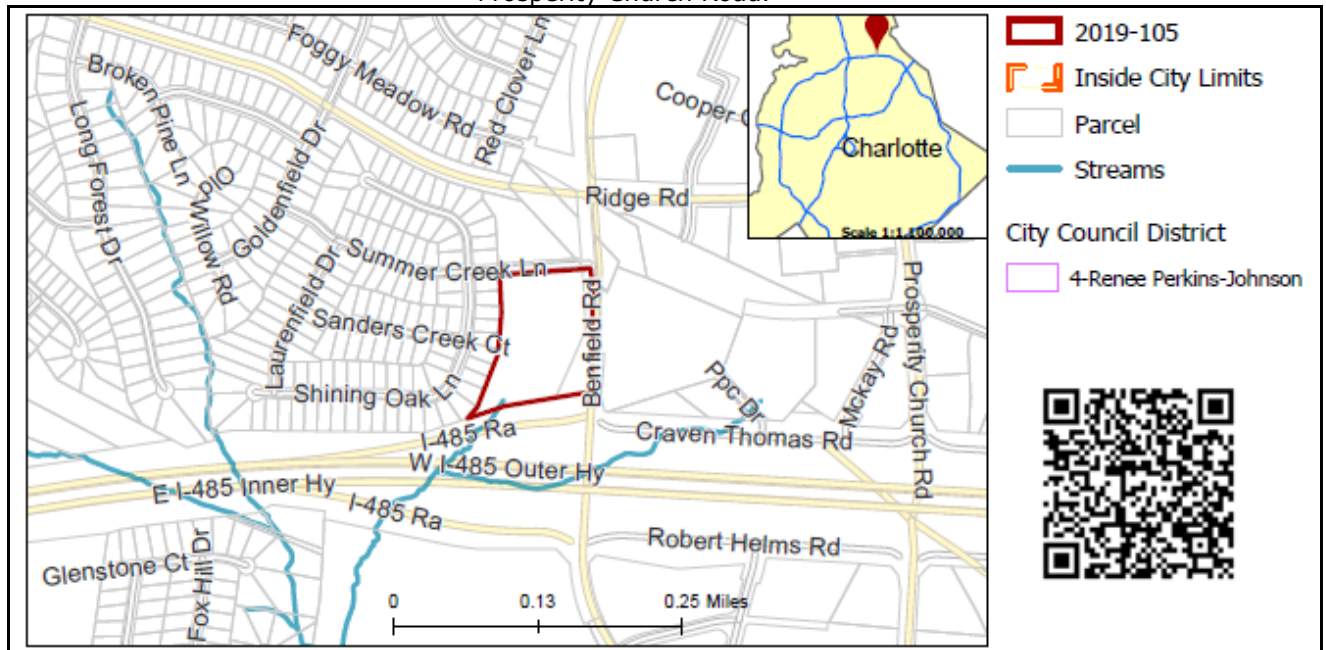 Prosperity Church Road.
Foggy Meadow Rd
Red Clover Ln
Broken Pine Ln
Long Forest Dr
PIO
Willow Rd
Goldenfield Dr
Cooper
Ridge Rd
Charlotte
Scale 1:1,100,000
Summer Creek Ln
Laurenfield Dr
Sanders Creek Ct
Shining Oak Ln
Benfield Rd
Ppc Dr
Mckay Rd
Prosperity Church Rd
Craven Thomas Rd
I-485 Ra
W I-485 Outer Hy
E I-485 Inner Hy
I-485 Ra
Robert Helms Rd
Glenstone Ct
Fox Hill Dr
0 0.13 0.25 Miles
2019-105
Inside City Limits
Parcel
Streams
City Council District
4-Renee Perkins-Johnson